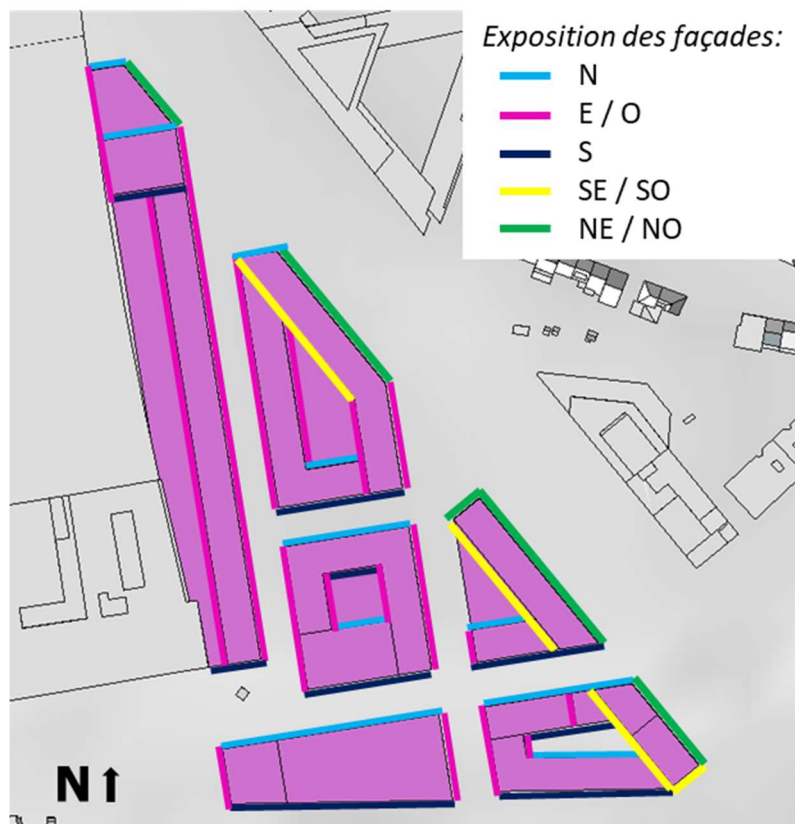 Exposition des façades:
N
E / O
S
SE / SO
NE / NO
N